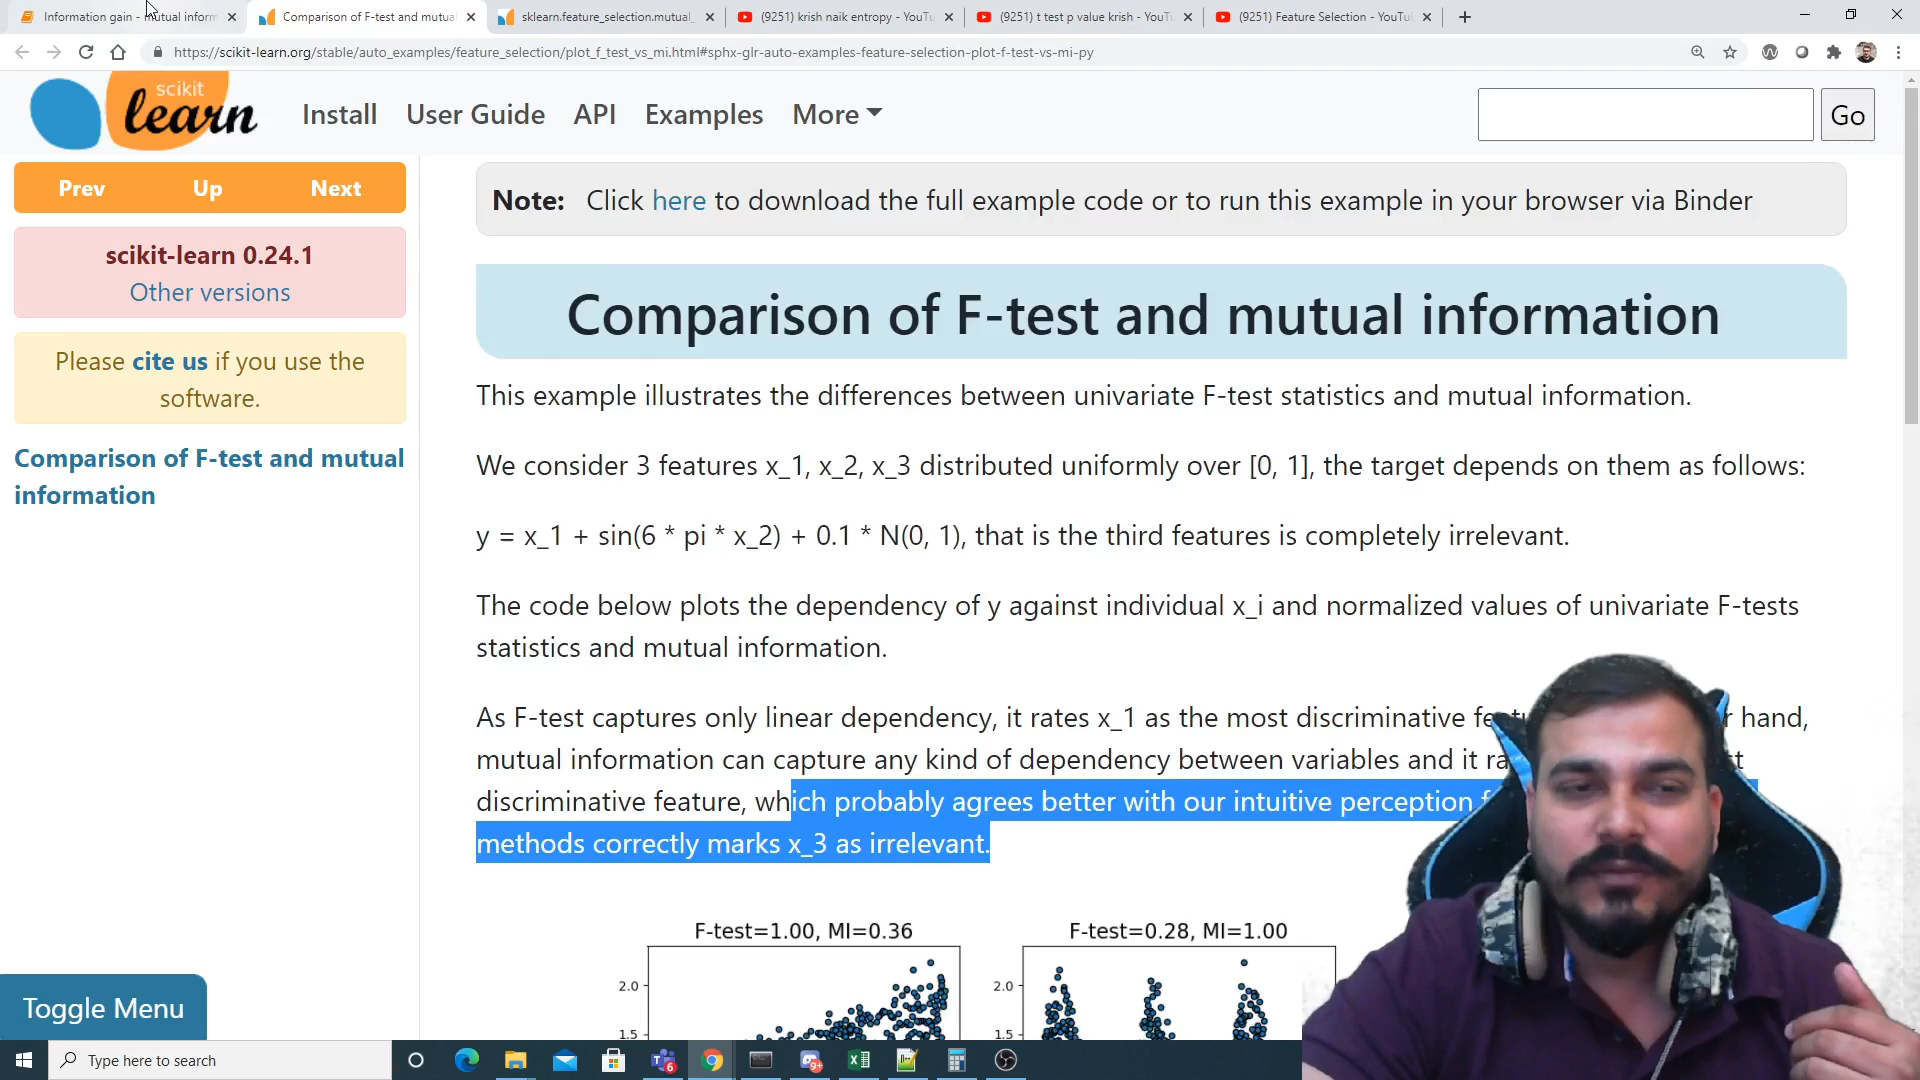 Information gain - mutual inform
Comparison of F-test and mutual
sklearn.feature_selection.mutual_
(9251) krish naik entropy - YouTu
(9251) t test p value krish - YouTu
(9251) Feature Selection - YouTu
https://scikit-learn.org/stable/auto_examples/feature_selection/plot_f_test_vs_mi.html#sphx-glr-auto-examples-feature-selection-plot-f-test-vs-mi-py
scikit
learn
Install User Guide API Examples More
Go
Prev Up Next
scikit-learn 0.24.1
Other versions
Please cite us if you use the
software.
Comparison of F-test and mutual
information
Toggle Menu
Note: Click here to download the full example code or to run this example in your browser via Binder
Comparison of F-test and mutual information
This example illustrates the differences between univariate F-test statistics and mutual information.
We consider 3 features x_1, x_2, x_3 distributed uniformly over [0, 1], the target depends on them as follows:
y = x_1 + sin(6 * pi * x_2) + 0.1 * N(0, 1), that is the third features is completely irrelevant.
The code below plots the dependency of y against individual x_i and normalized values of univariate F-tests
statistics and mutual information.
As F-test captures only linear dependency, it rates x_1 as the most discriminative hand,
mutual information can capture any kind of dependency between variables and it
discriminative feature, which probably agrees better with our intuitive perception
methods correctly marks x_3 as irrelevant.
F-test=1.00, MI=0.36
2.0
1.5
F-test=0.28, MI=1.00
2.0
1.5
Type here to search
6
9+